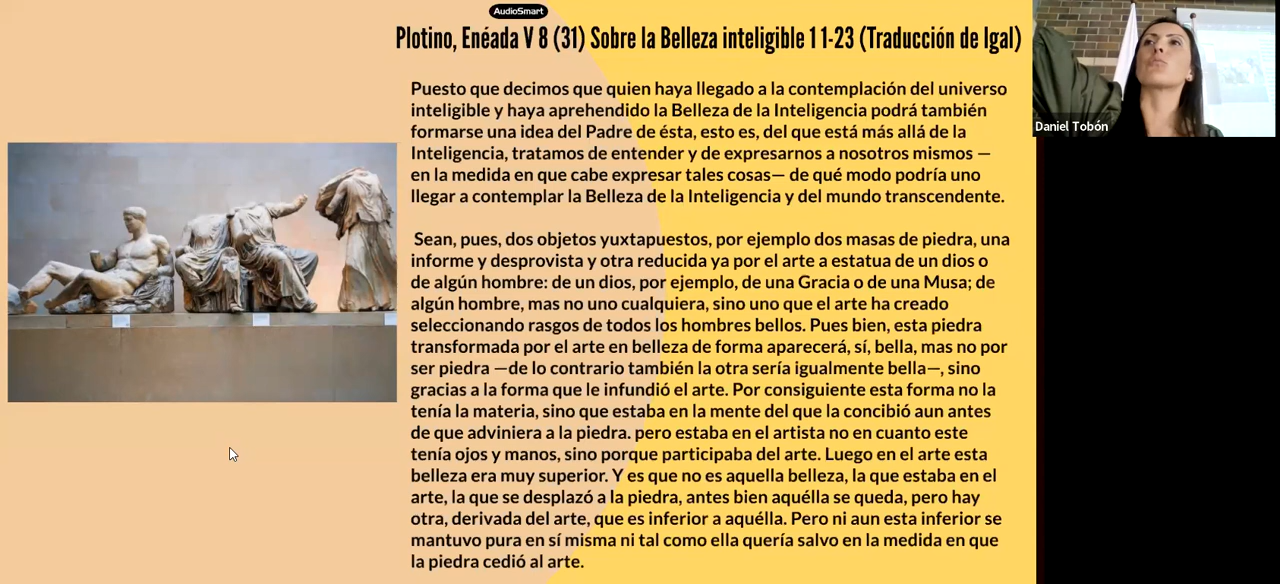 AudioSmart
Plotino, Enéada V 8 (31) Sobre la Belleza inteligible 1 1-23 (Traducción de Igal)
Puesto que decimos que quien haya llegado a la contemplación del universo
inteligible y haya aprehendido la Belleza de la Inteligencia podrá también
formarse una idea del Padre de ésta, esto es, del que está más allá de la
Inteligencia, tratamos de entender y de expresarnos a nosotros mismos —
en la medida en que cabe expresar tales cosas— de qué modo podría uno
llegar a contemplar la Belleza de la Inteligencia y del mundo transcendente.
Sean, pues, dos objetos yuxtapuestos, por ejemplo dos masas de piedra, una
informe y desprovista y otra reducida ya por el arte a estatua de un dios o
de algún hombre: de un dios, por ejemplo, de una Gracia o de una Musa; de
algún hombre, mas no uno cualquiera, sino uno que el arte ha creado
seleccionando rasgos de todos los hombres bellos. Pues bien, esta piedra
transformada por el arte en belleza de forma aparecerá, sí, bella, mas no por
ser piedra —de lo contrario también la otra sería igualmente bella—, sino
gracias a la forma que le infundió el arte. Por consiguiente esta forma no la
tenía la materia, sino que estaba en la mente del que la concibió aun antes
de que adviniera a la piedra. pero estaba en el artista no en cuanto este
tenía ojos y manos, sino porque participaba del arte. Luego en el arte esta
belleza era muy superior. Y es que no es aquella belleza, la que estaba en el
arte, la que se desplazó a la piedra, antes bien aquélla se queda, pero hay
otra, derivada del arte, que es inferior a aquélla. Pero ni aun esta inferior se
mantuvo pura en sí misma ni tal como ella quería salvo en la medida en que
la piedra cedió al arte.
Daniel Tobón